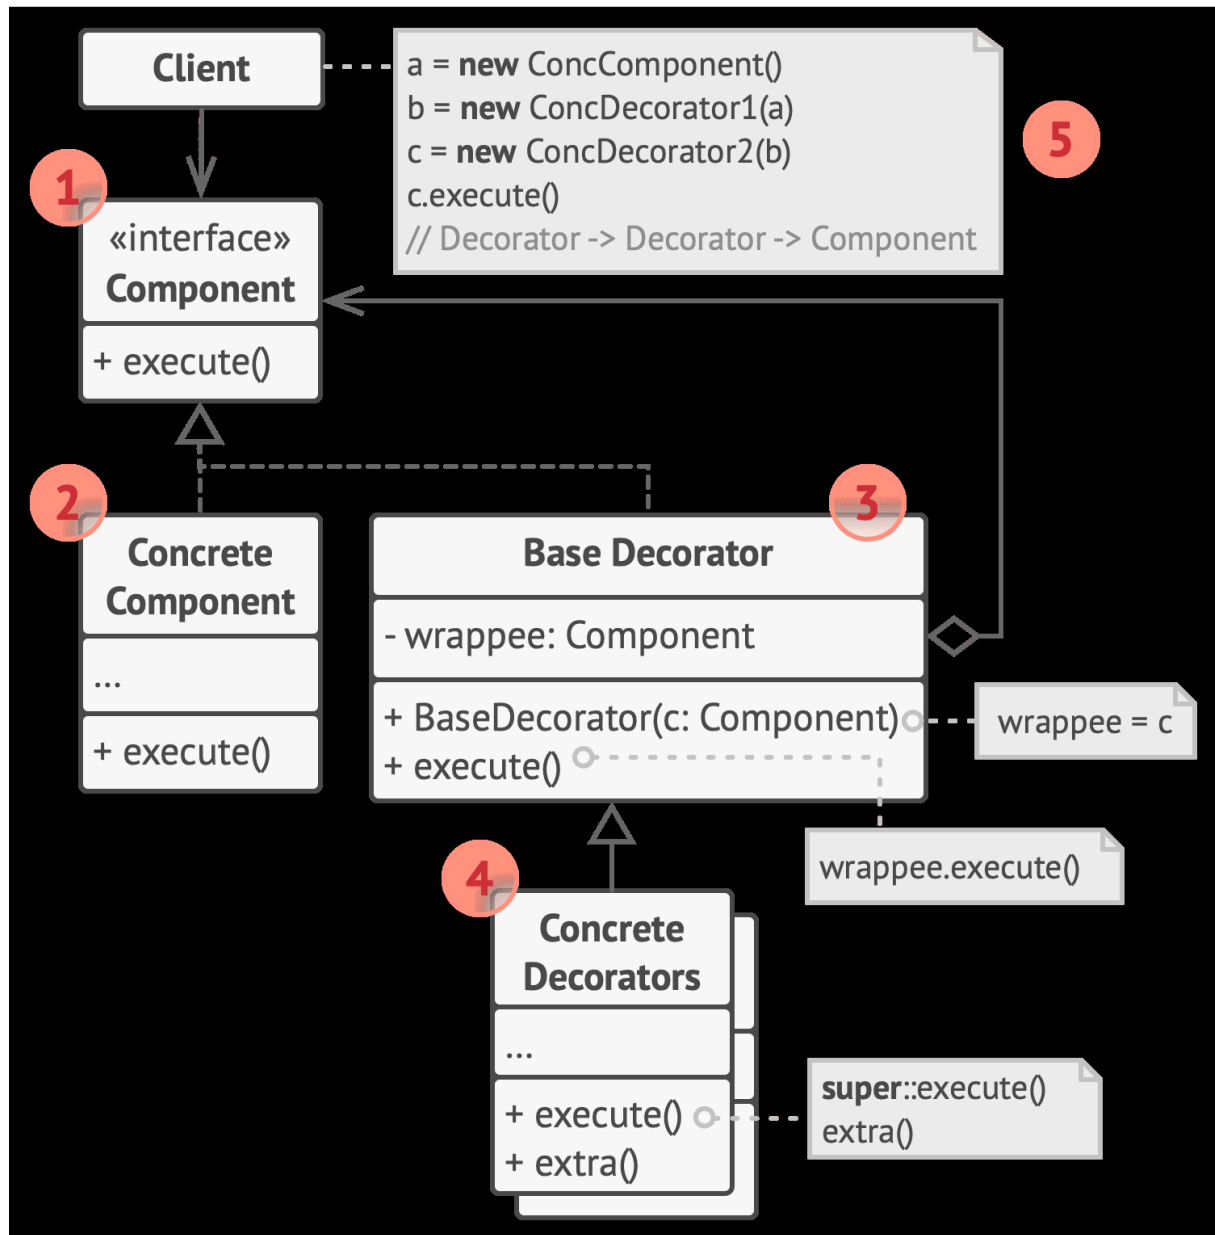 Client
a = new ConcComponent()
b = new ConcDecorator1(a)
c = new ConcDecorator2(b)
c.execute()
// Decorator -> Decorator -> Component
5
1
«interface»
Component
+ execute()
2
Concrete
Component
...
+ execute()
3
Base Decorator
- wrappee: Component
+ BaseDecorator(c: Component)
+ execute()
wrappee = c
wrappee.execute()
4
Concrete
Decorators
...
+ execute()
+ extra()
super::execute()
extra()